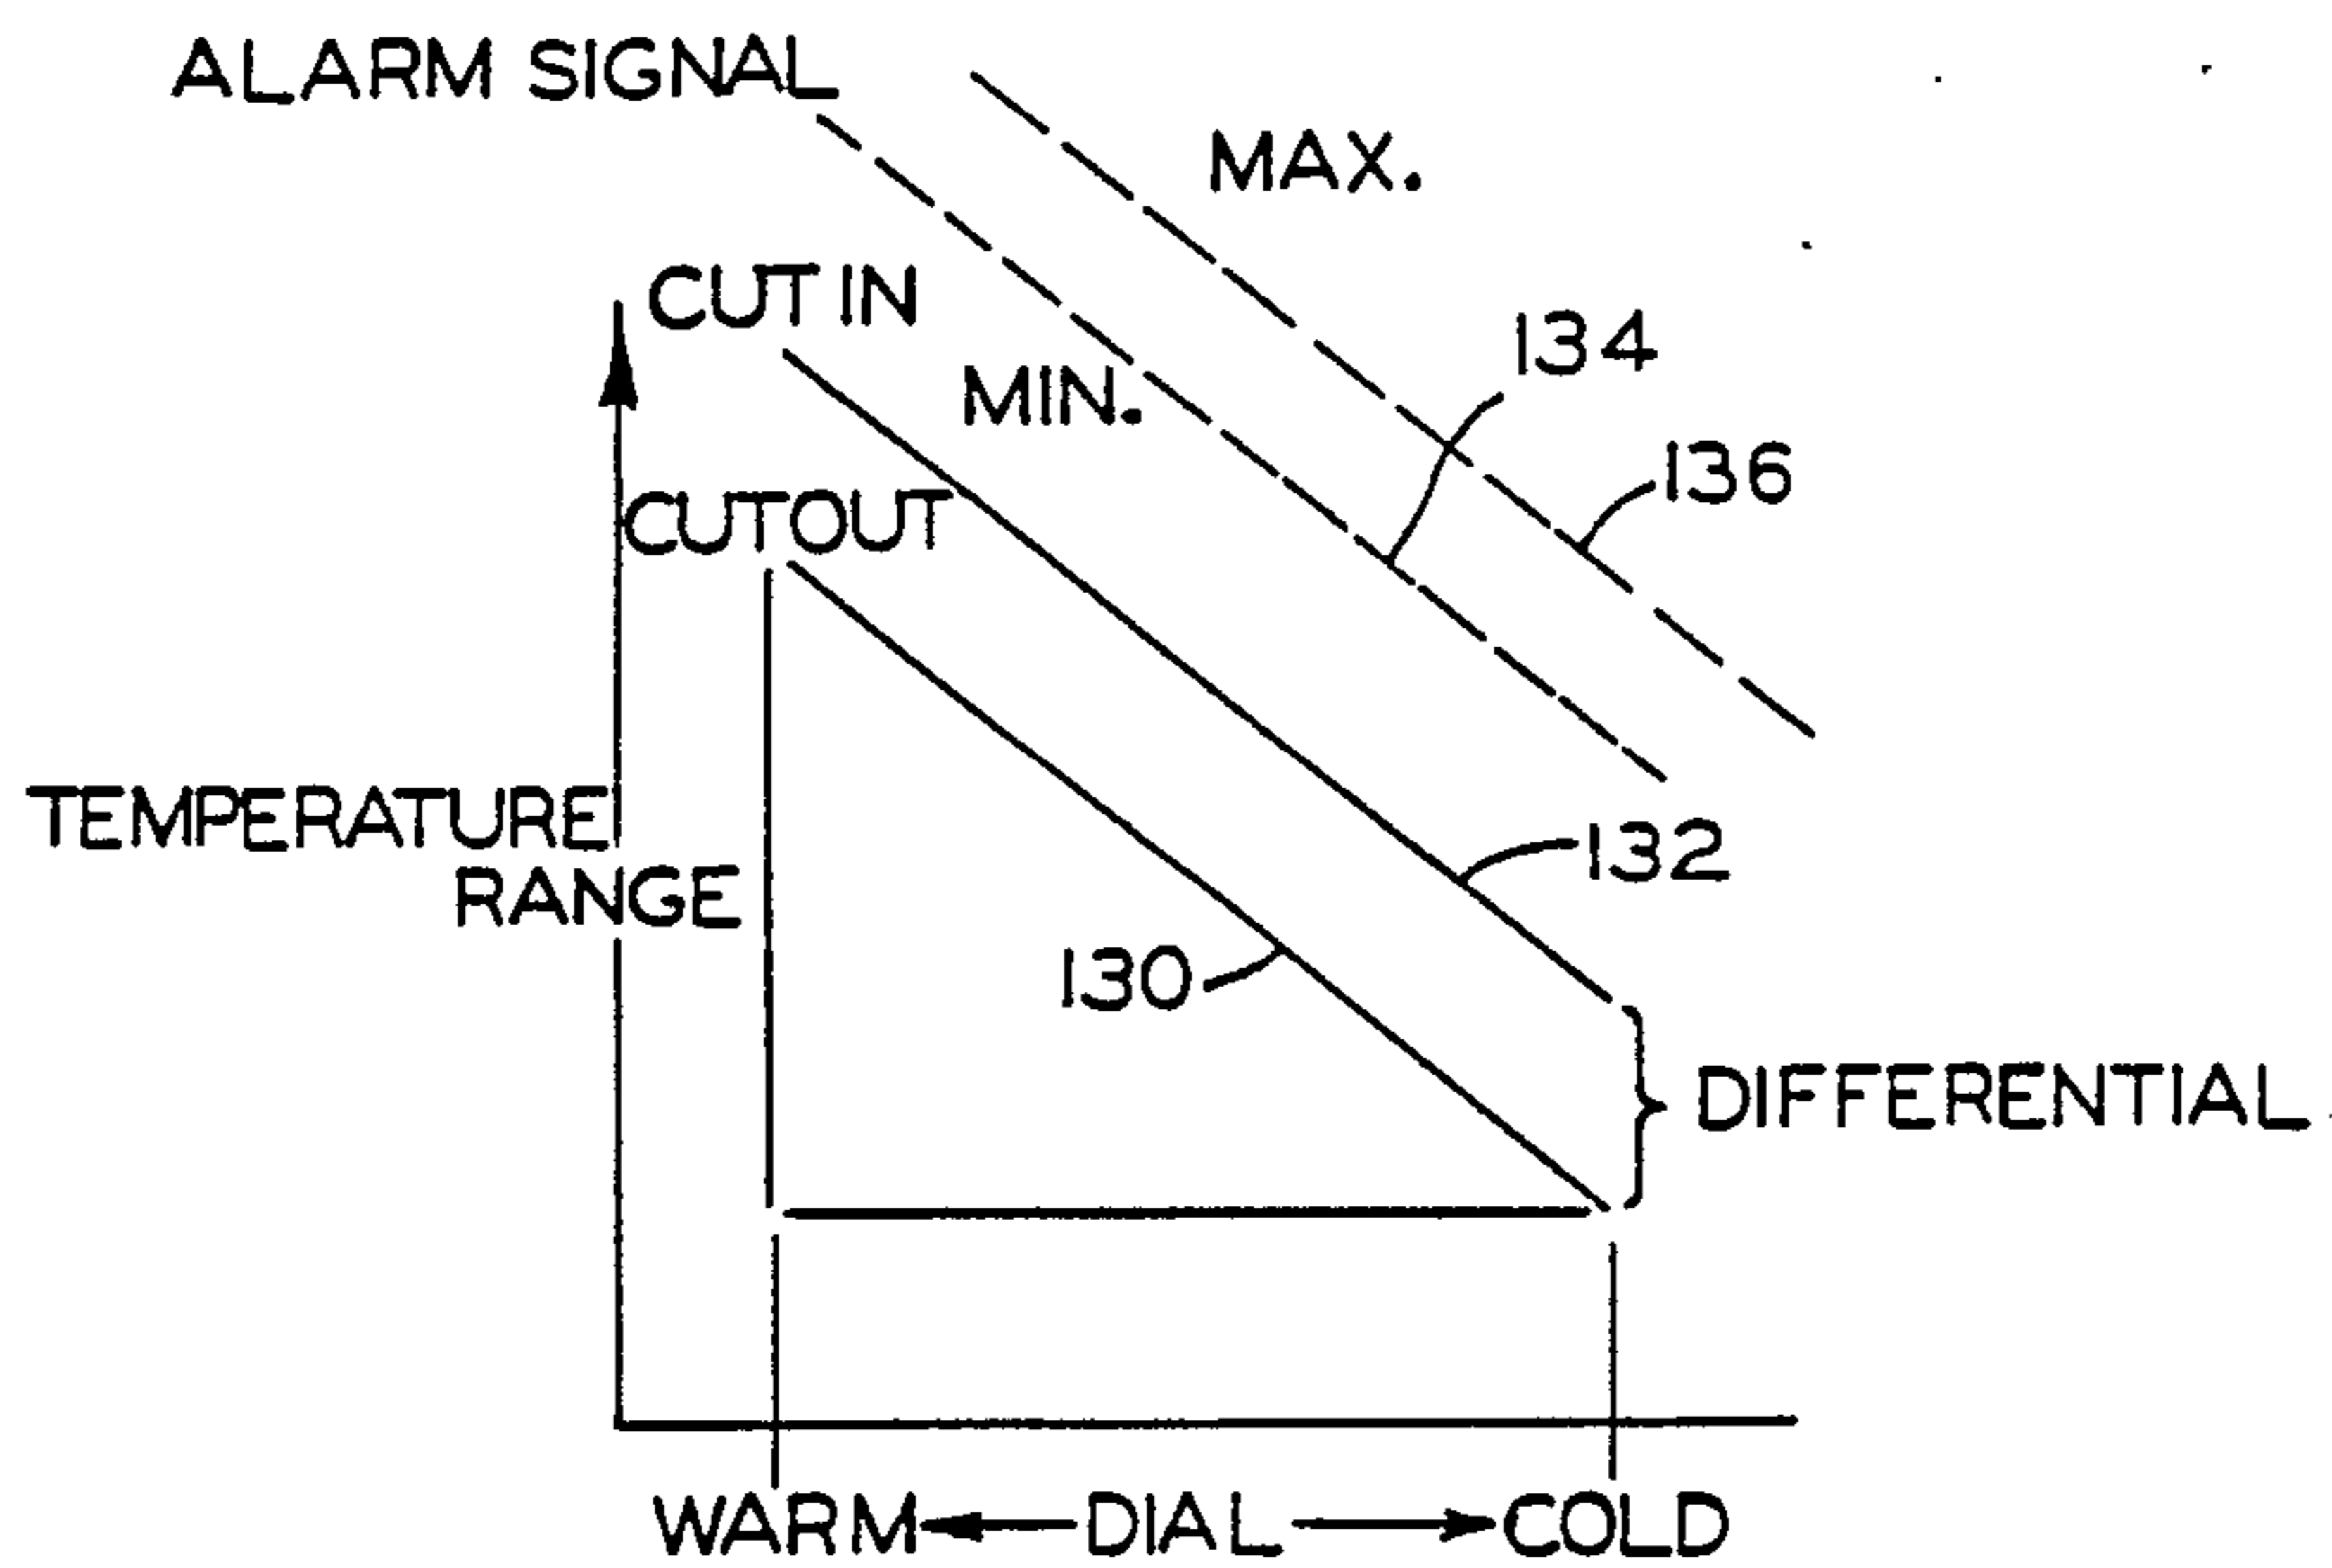 ALARM SIGNAL
MAX.
CUT IN
134
MIN.
136
CUTOUT
TEMPERATURE
RANGE
132
130
DIFFERENTIAL
WARM DIAL COLD